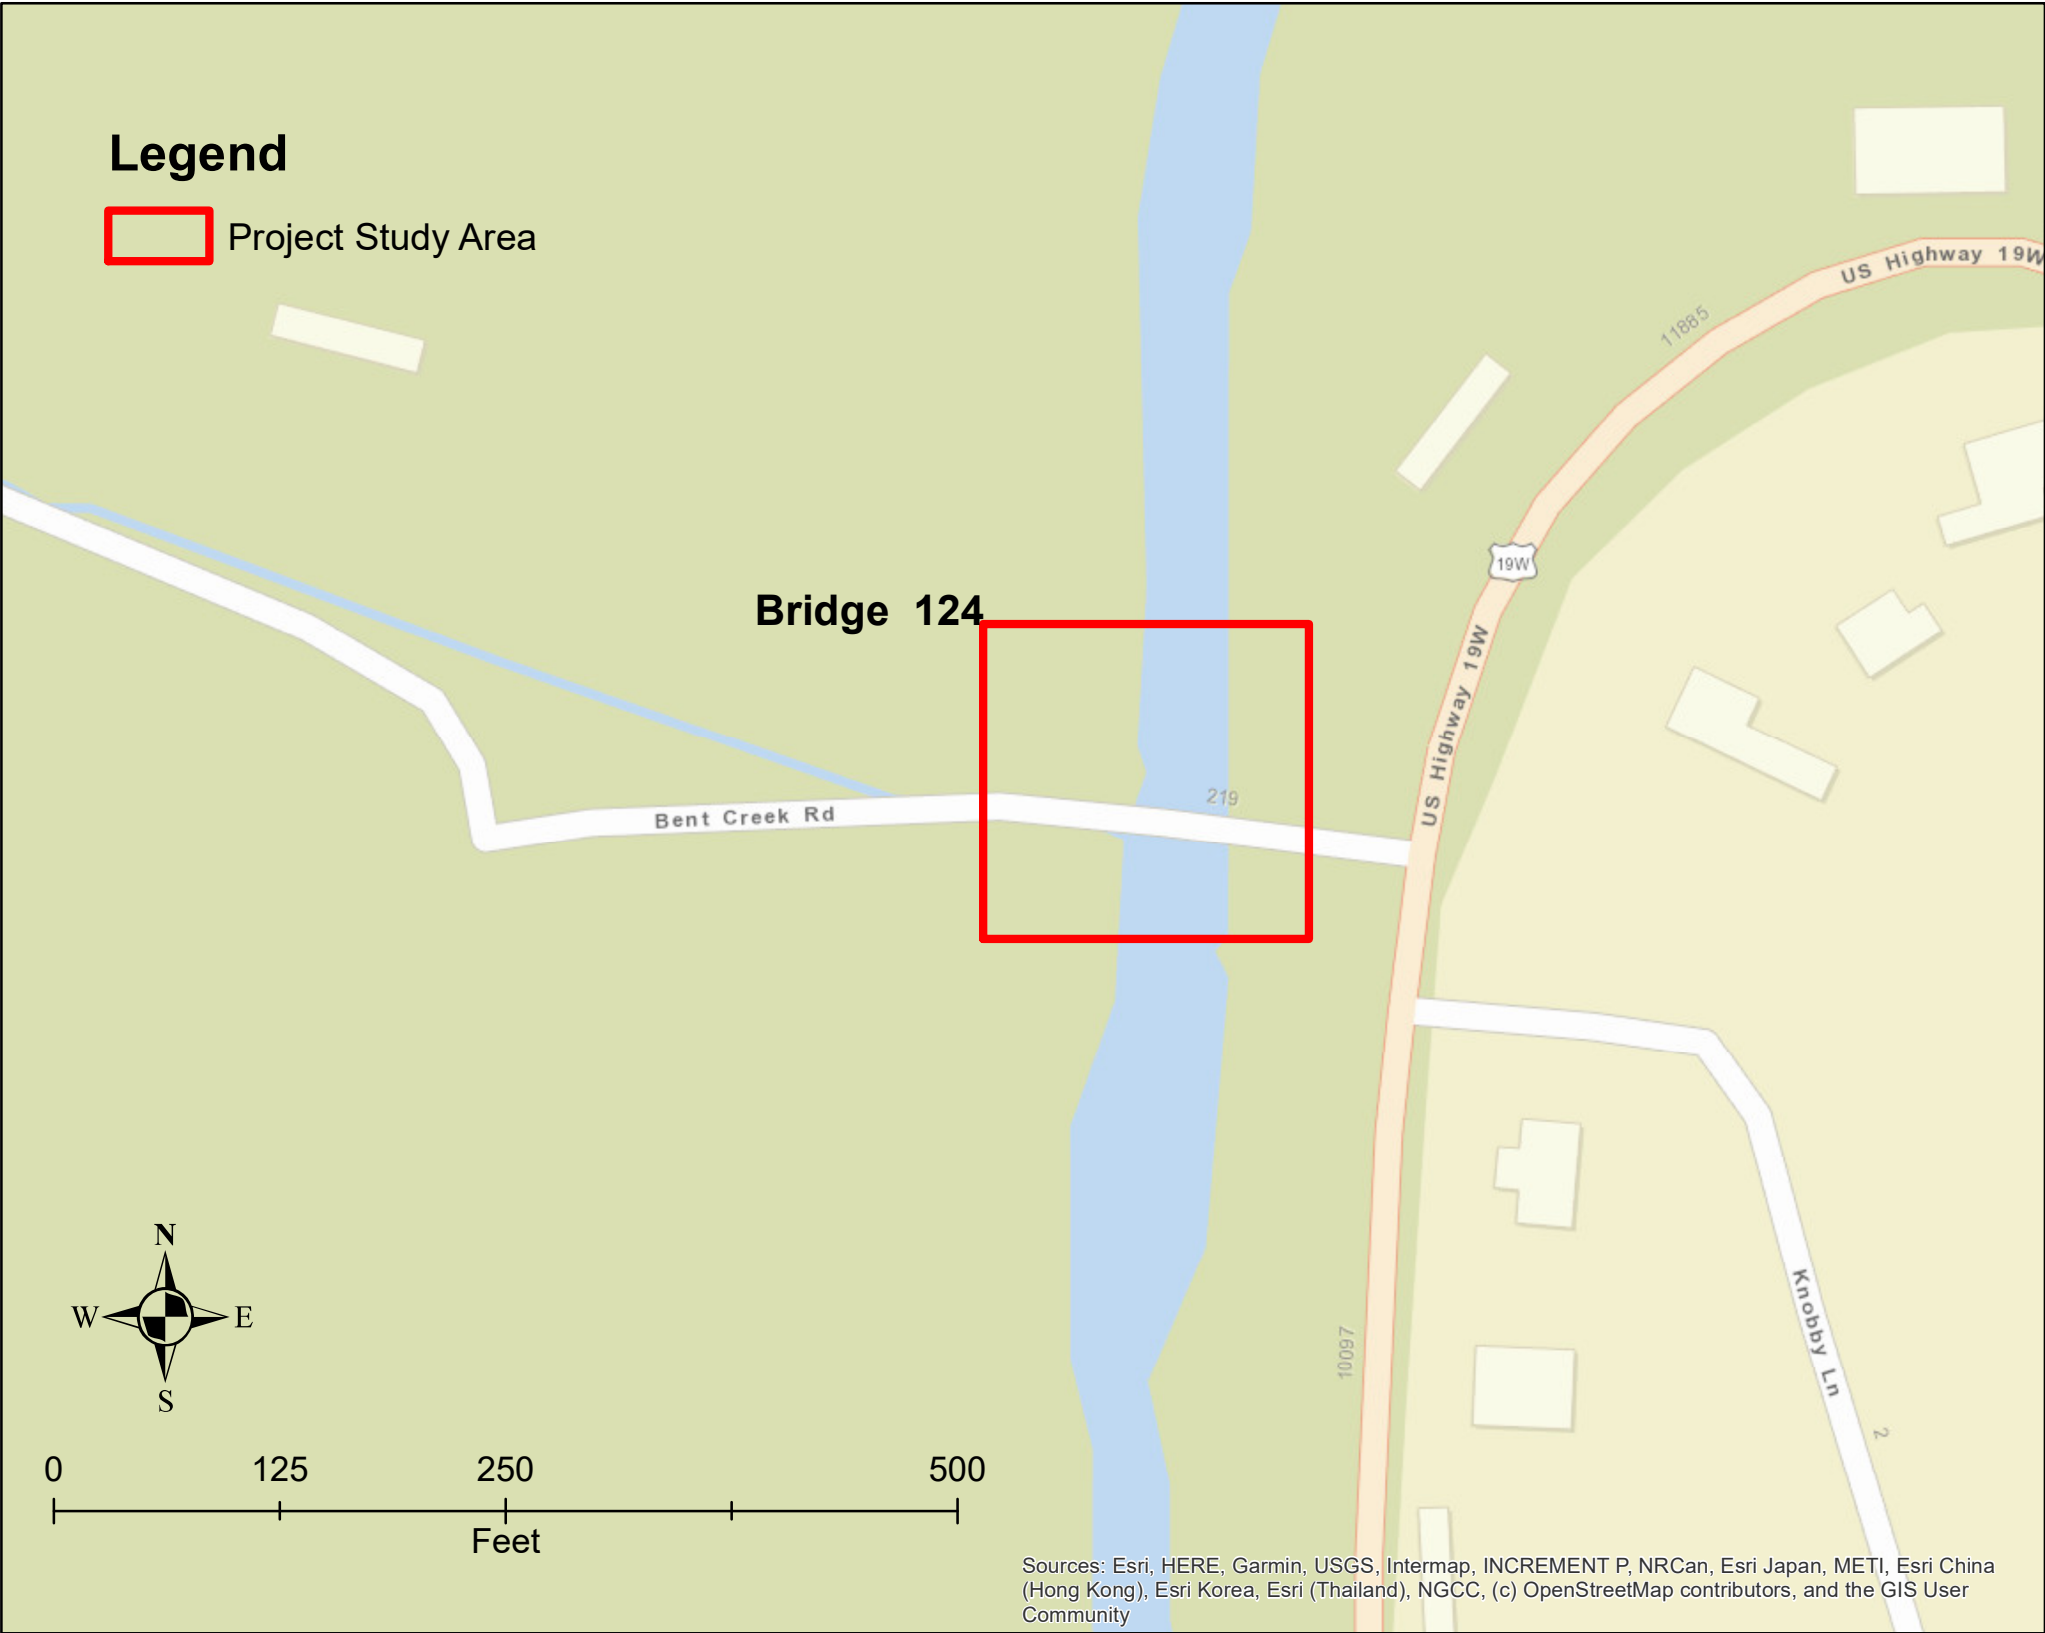 Legend
Project Study Area
US Highway 19W
11885
19W
Bridge 124
US Highway 19W
219
Bent Creek Rd
N
W E
S
Knobby Ln
10097
2
0 125 250 500
Feet
Sources: Esri, HERE, Garmin, USGS, Intermap, INCREMENT P, NRCan, Esri Japan, METI, Esri China
(Hong Kong), Esri Korea, Esri (Thailand), NGCC, (c) OpenStreetMap contributors, and the GIS User
Community